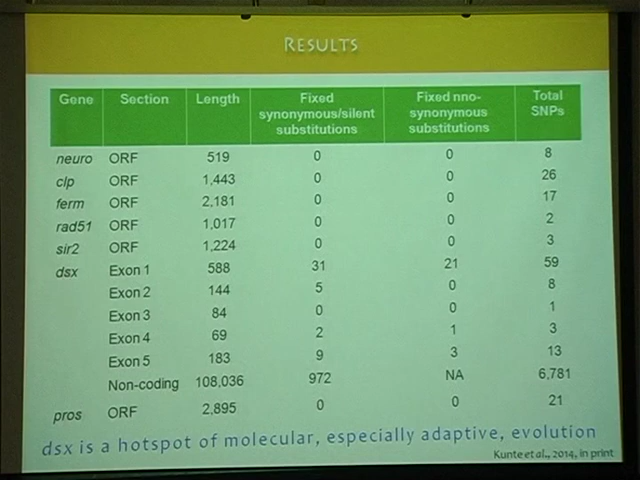 RESULTS
Gene Section Length Fixed synonymous/silent substitutions Fixed nno-synonymous substitutions Total SNPs
neuro ORF 519 0 0 8
clp ORF 1,443 0 0 26
ferm ORF 2,181 0 0 17
rad51 ORF 1,017 0 0 2
sir2 ORF 1,224 0 0 3
dsx Exon 1 588 31 21 59
Exon 2 144 5 0 8
Exon 3 84 0 0 1
Exon 4 69 2 1 3
Exon 5 183 9 3 13
Non-coding 108,036 972 NA 6,781
pros ORF 2,895 0 0 21
dsx is a hotspot of molecular, especially adaptive, evolution
Kunte et al., 2014, in print